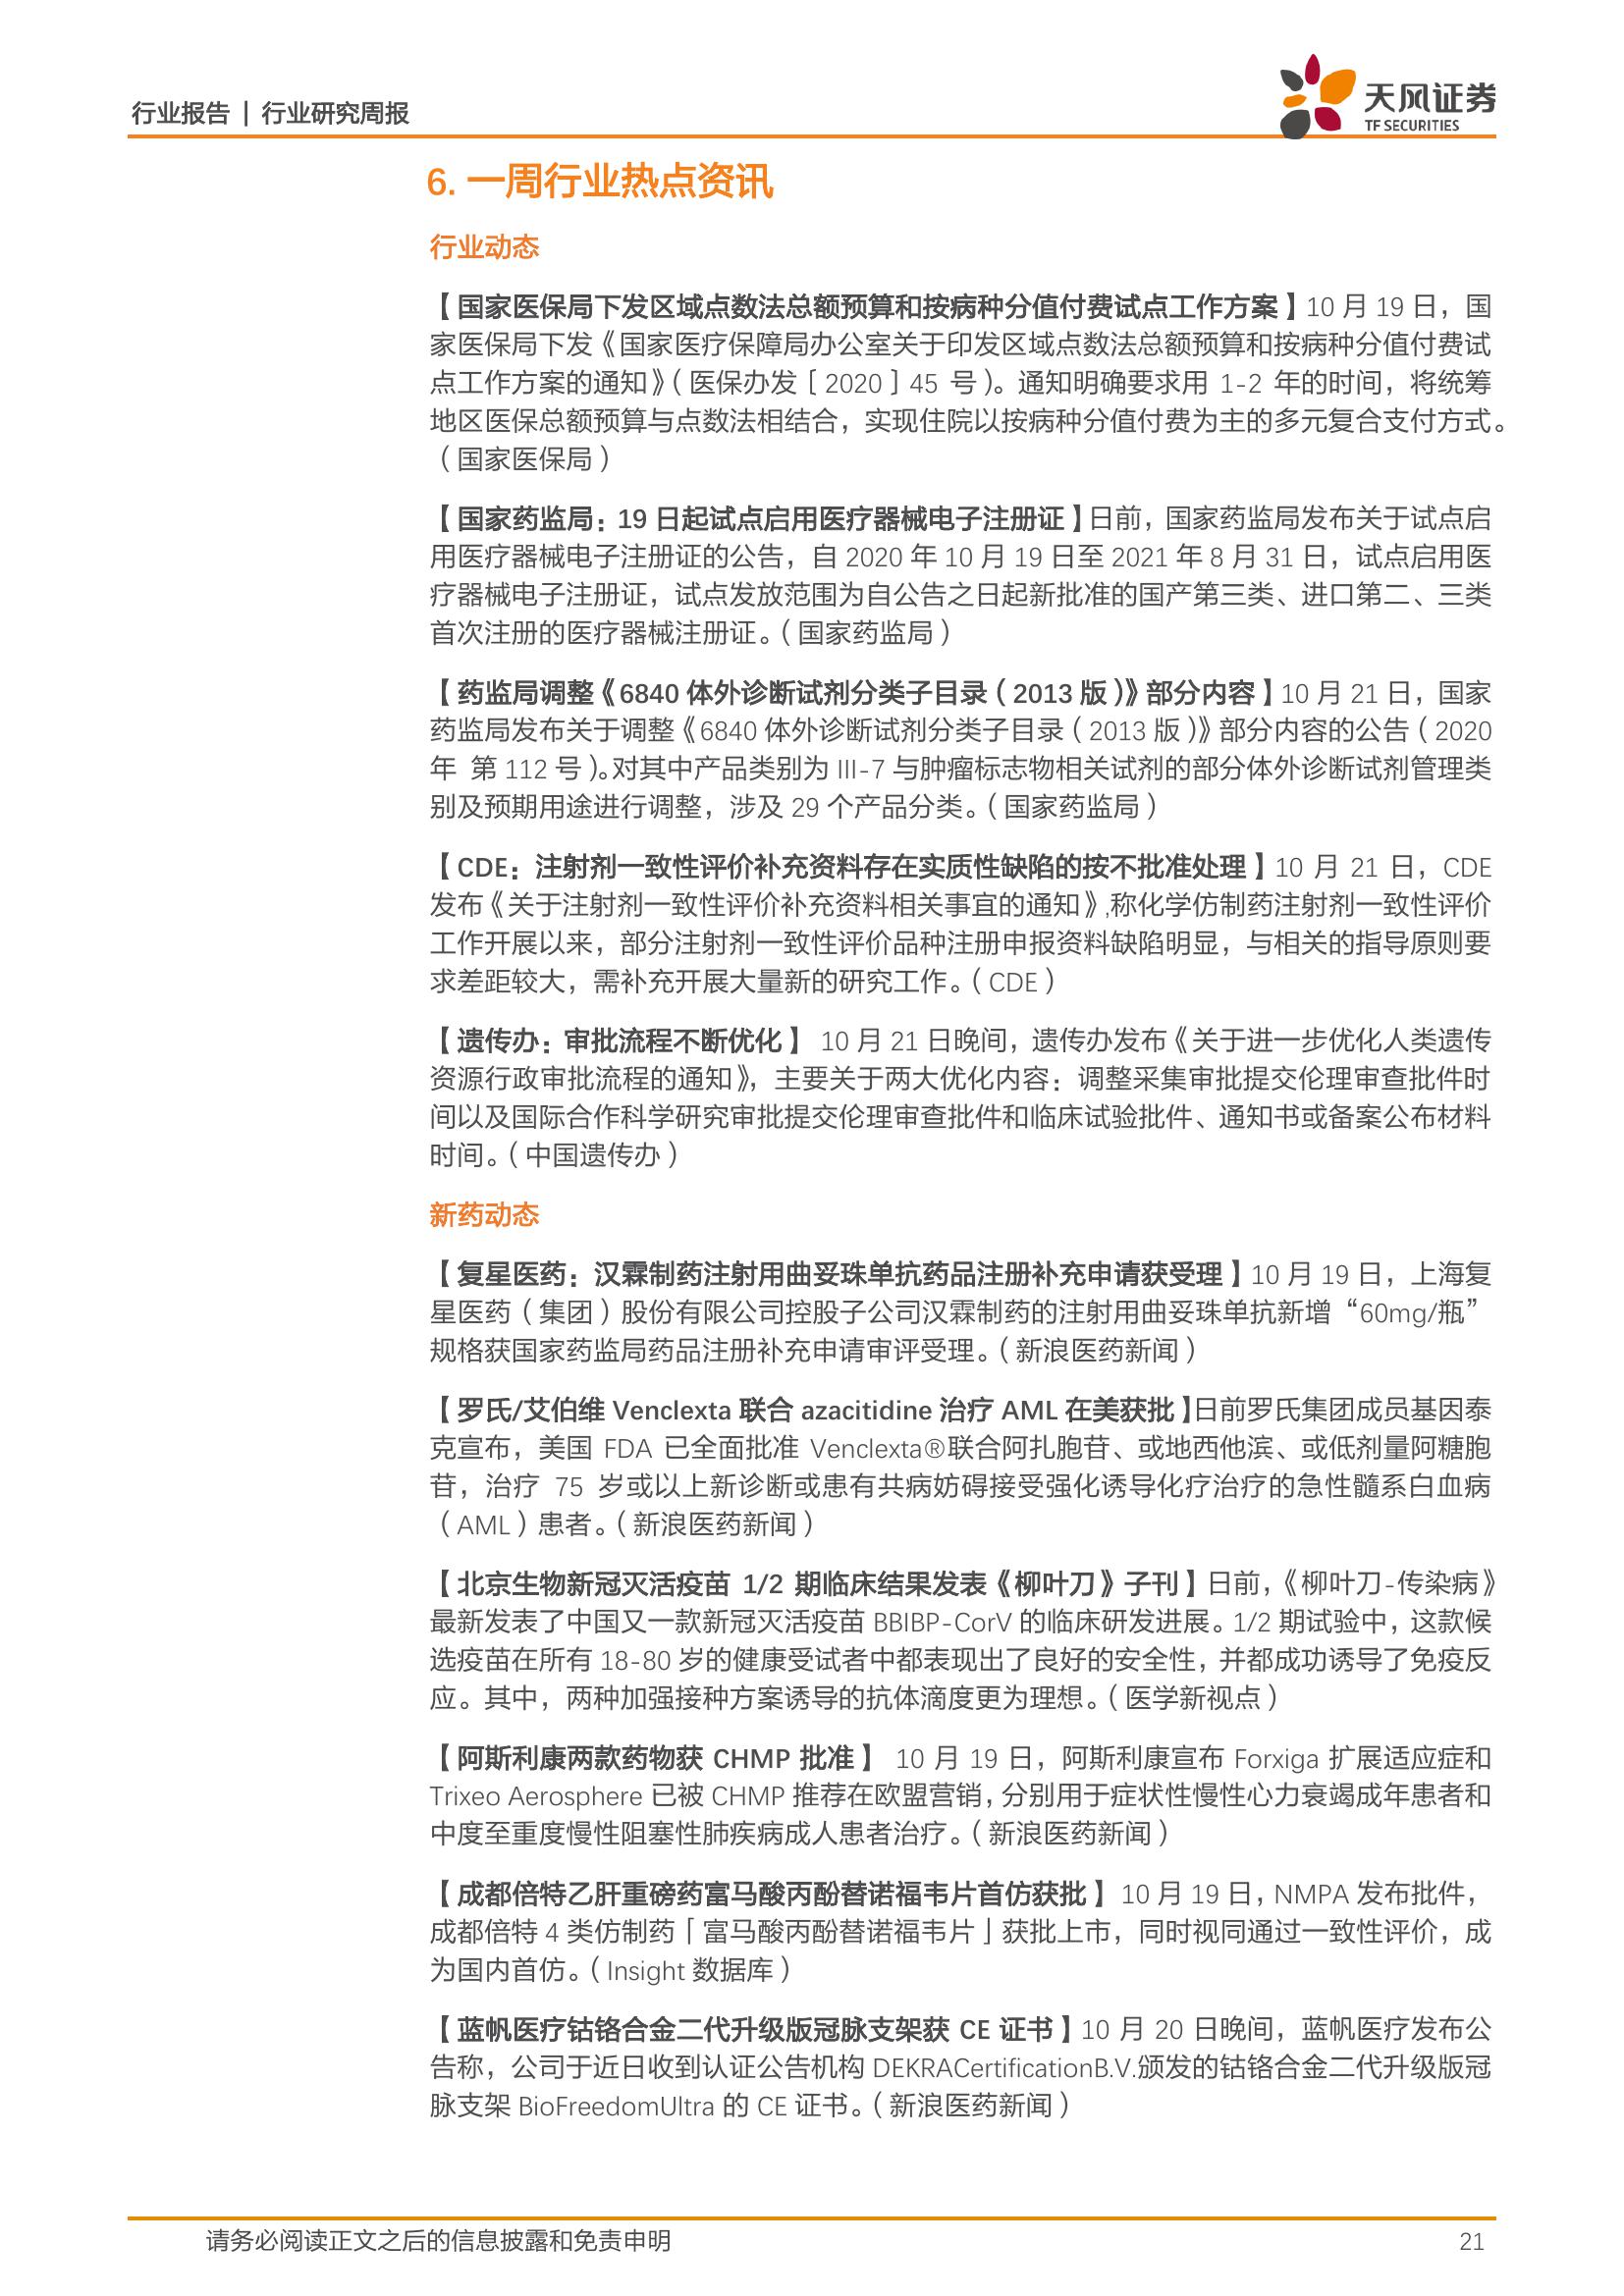 行业报告 | 行业研究周报
天风证券
TF SECURITIES
6. 一周行业热点资讯
行业动态
【国家医保局下发区域点数法总额预算和按病种分值付费试点工作方案】10 月 19 日，国
家医保局下发《国家医疗保障局办公室关于印发区域点数法总额预算和按病种分值付费试
点工作方案的通知》（医保办发〔2020〕45 号）。通知明确要求用 1-2 年的时间，将统筹
地区医保总额预算与点数法相结合，实现住院以按病种分值付费为主的多元复合支付方式。
（国家医保局）
【国家药监局：19 日起试点启用医疗器械电子注册证】日前，国家药监局发布关于试点启
用医疗器械电子注册证的公告，自 2020 年 10 月 19 日至 2021 年 8 月 31 日，试点启用医
疗器械电子注册证，试点发放范围为自公告之日起新批准的国产第三类、进口第二、三类
首次注册的医疗器械注册证。（国家药监局）
【药监局调整《6840 体外诊断试剂分类子目录（2013 版）》部分内容】10 月 21 日，国家
药监局发布关于调整《6840 体外诊断试剂分类子目录（2013 版）》部分内容的公告（2020
年 第 112 号）。对其中产品类别为 III-7 与肿瘤标志物相关试剂的部分体外诊断试剂管理类
别及预期用途进行调整，涉及 29 个产品分类。（国家药监局）
【CDE：注射剂一致性评价补充资料存在实质性缺陷的按不批准处理】10 月 21 日，CDE
发布《关于注射剂一致性评价补充资料相关事宜的通知》,称化学仿制药注射剂一致性评价
工作开展以来，部分注射剂一致性评价品种注册申报资料缺陷明显，与相关的指导原则要
求差距较大，需补充开展大量新的研究工作。（CDE）
【遗传办：审批流程不断优化】 10 月 21 日晚间，遗传办发布《关于进一步优化人类遗传
资源行政审批流程的通知》，主要关于两大优化内容：调整采集审批提交伦理审查批件时
间以及国际合作科学研究审批提交伦理审查批件和临床试验批件、通知书或备案公布材料
时间。（中国遗传办）
新药动态
【复星医药：汉霖制药注射用曲妥珠单抗药品注册补充申请获受理】10 月 19 日，上海复
星医药（集团）股份有限公司控股子公司汉霖制药的注射用曲妥珠单抗新增“60mg/瓶”
规格获国家药监局药品注册补充申请审评受理。（新浪医药新闻）
【罗氏/艾伯维 Venclexta 联合 azacitidine 治疗 AML 在美获批】日前罗氏集团成员基因泰
克宣布，美国 FDA 已全面批准 Venclexta®联合阿扎胞苷、或地西他滨、或低剂量阿糖胞
苷，治疗 75 岁或以上新诊断或患有共病妨碍接受强化诱导化疗治疗的急性髓系白血病
（AML）患者。（新浪医药新闻）
【北京生物新冠灭活疫苗 1/2 期临床结果发表《柳叶刀》子刊】日前，《柳叶刀-传染病》
最新发表了中国又一款新冠灭活疫苗 BBIBP-CorV 的临床研发进展。1/2 期试验中，这款候
选疫苗在所有 18-80 岁的健康受试者中都表现出了良好的安全性，并都成功诱导了免疫反
应。其中，两种加强接种方案诱导的抗体滴度更为理想。（医学新视点）
【阿斯利康两款药物获 CHMP 批准】 10 月 19 日，阿斯利康宣布 Forxiga 扩展适应症和
Trixeo Aerosphere 已被 CHMP 推荐在欧盟营销，分别用于症状性慢性心力衰竭成年患者和
中度至重度慢性阻塞性肺疾病成人患者治疗。（新浪医药新闻）
【成都倍特乙肝重磅药富马酸丙酚替诺福韦片首仿获批】 10 月 19 日，NMPA 发布批件，
成都倍特 4 类仿制药「富马酸丙酚替诺福韦片」获批上市，同时视同通过一致性评价，成
为国内首仿。（Insight 数据库）
【蓝帆医疗钴铬合金二代升级版冠脉支架获 CE 证书】10 月 20 日晚间，蓝帆医疗发布公
告称，公司于近日收到认证公告机构 DEKRACertificationB.V.颁发的钴铬合金二代升级版冠
脉支架 BioFreedomUltra 的 CE 证书。（新浪医药新闻）
请务必阅读正文之后的信息披露和免责申明
21